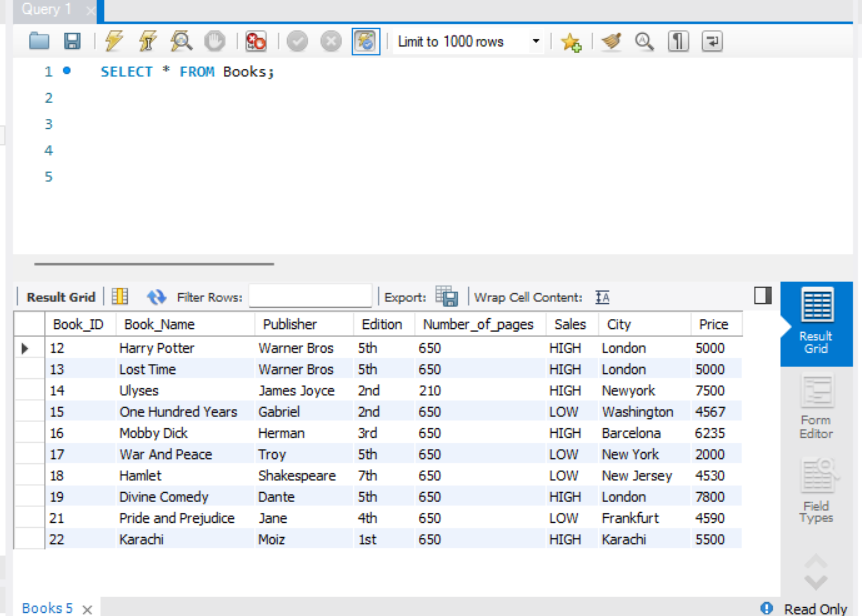 Query 1
Limit to 1000 rows
1 SELECT * FROM Books;
2
3
4
5
Result Grid Filter Rows: Export: Wrap Cell Content: IA
Book_ID Book_Name Publisher Edition Number_of_pages Sales City Price
12 Harry Potter Warner Bros 5th 650 HIGH London 5000
13 Lost Time Warner Bros 5th 650 HIGH London 5000
14 Ulyses James Joyce 2nd 210 HIGH Newyork 7500
15 One Hundred Years Gabriel 2nd 650 LOW Washington 4567
16 Mobby Dick Herman 3rd 650 HIGH Barcelona 6235
17 War And Peace Troy 5th 650 LOW New York 2000
18 Hamlet Shakespeare 7th 650 LOW New Jersey 4530
19 Divine Comedy Dante 5th 650 HIGH London 7800
21 Pride and Prejudice Jane 4th 650 LOW Frankfurt 4590
22 Karachi Moiz 1st 650 HIGH Karachi 5500
Result
Grid
Form
Editor
Field
Types
Books 5
Read Only